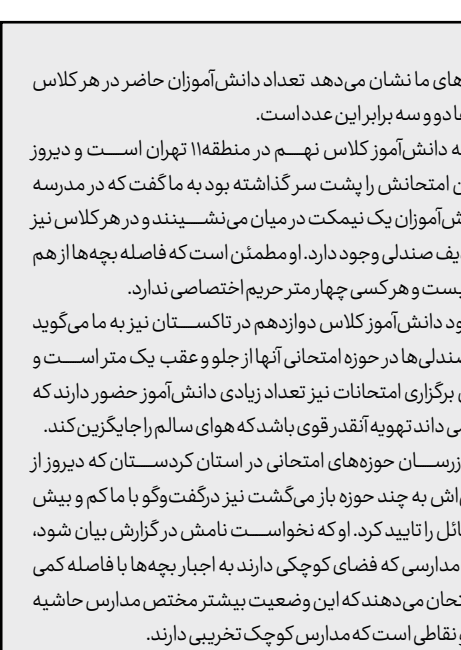 های ما نشان می‌دهد تعداد دانش‌آموزان حاضر در هر کلاس
دو و سه برابر این عدد است.
دانش‌آموز کلاس نهم در منطقه۱۱ تهران است و دیروز
امتحانش را پشت سر گذاشته بود به ما گفت که در مدرسه
ش‌آموزان یک نیمکت در میان می‌نشینند و در هر کلاس نیز
یف صندلی وجود دارد. او مطمئن است که فاصله بچه‌ها از هم
یست و هر کسی چهار متر حریم اختصاصی ندارد.
ود دانش‌آموز کلاس دوازدهم در تاکستان نیز به ما می‌گوید
ندلی‌ها در حوزه امتحانی آنها از جلو و عقب یک متر است و
برگزاری امتحانات نیز تعداد زیادی دانش‌آموز حضور دارند که
ی داند تهویه آنقدر قوی باشد که هوای سالم را جایگزین کند.
زرسان حوزه‌های امتحانی در استان کردستان که دیروز از
اش به چند حوزه باز می‌گشت نیز درگفت‌وگو با ما کم و بیش
ائل را تایید کرد. او که نخواست نامش در گزارش بیان شود،
مدارسی که فضای کوچکی دارند به اجبار بچه‌ها با فاصله کمی
تحان می‌دهند که این وضعیت بیشتر مختص مدارس حاشیه
نقاطی است که مدارس کوچک تخریبی دارند.